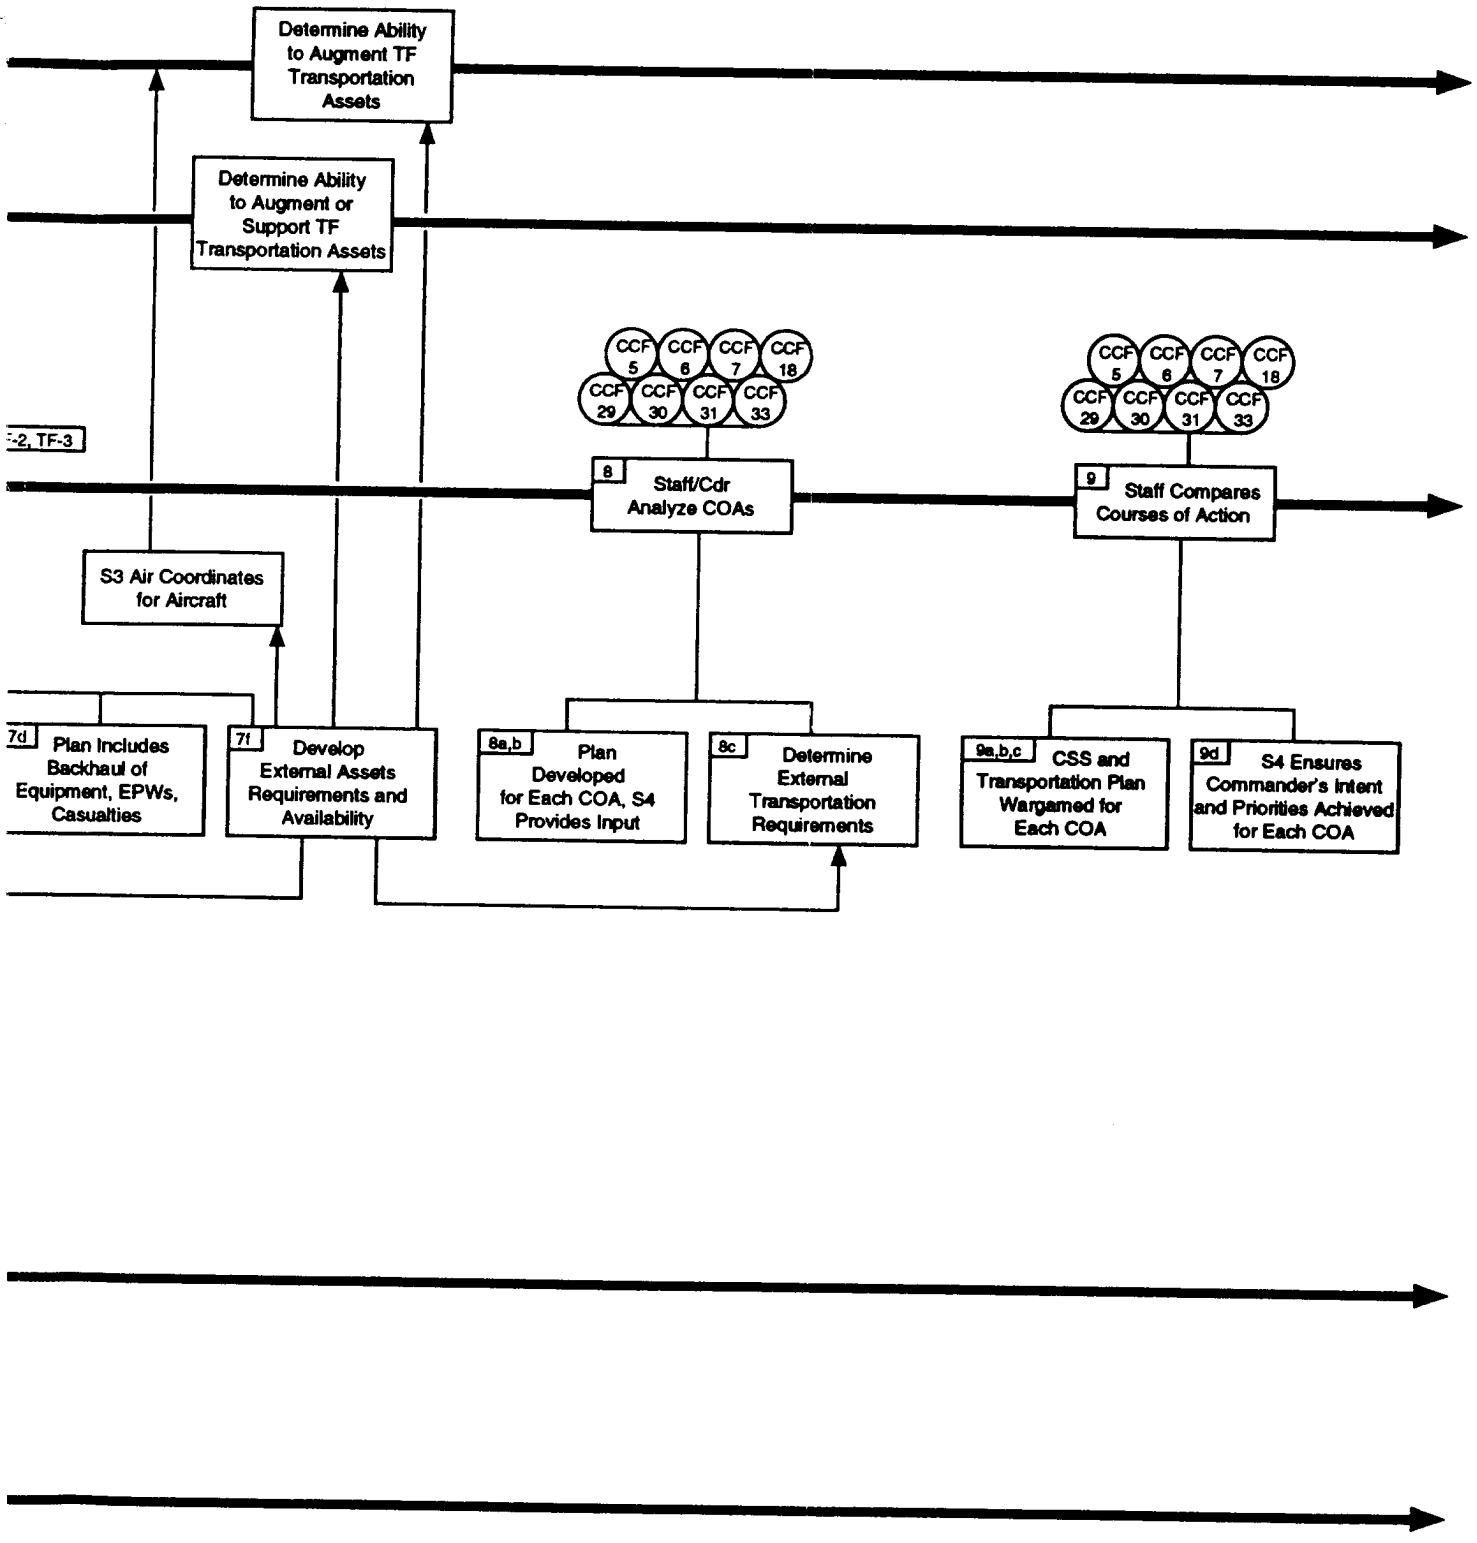 Determine Ability
to Augment TF
Transportation
Assets
Determine Ability
to Augment or
Support TF
Transportation Assets
CCF
5
CCF
6
CCF
7
CCF
18
CCF
29
CCF
30
CCF
31
CCF
33
CCF
5
CCF
6
CCF
7
CCF
18
CCF
29
CCF
30
CCF
31
CCF
33
-2, TF-3
8
Staff/Cdr
Analyze COAs
9
Staff Compares
Courses of Action
S3 Air Coordinates
for Aircraft
7d
Plan Includes
Backhaul of
Equipment, EPWs,
Casualties
7f
Develop
External Assets
Requirements and
Availability
8a,b
Plan
Developed
for Each COA, S4
Provides Input
8c
Determine
External
Transportation
Requirements
9a,b,c
CSS and
Transportation Plan
Wargamed for
Each COA
9d
S4 Ensures
Commander's Intent
and Priorities Achieved
for Each COA